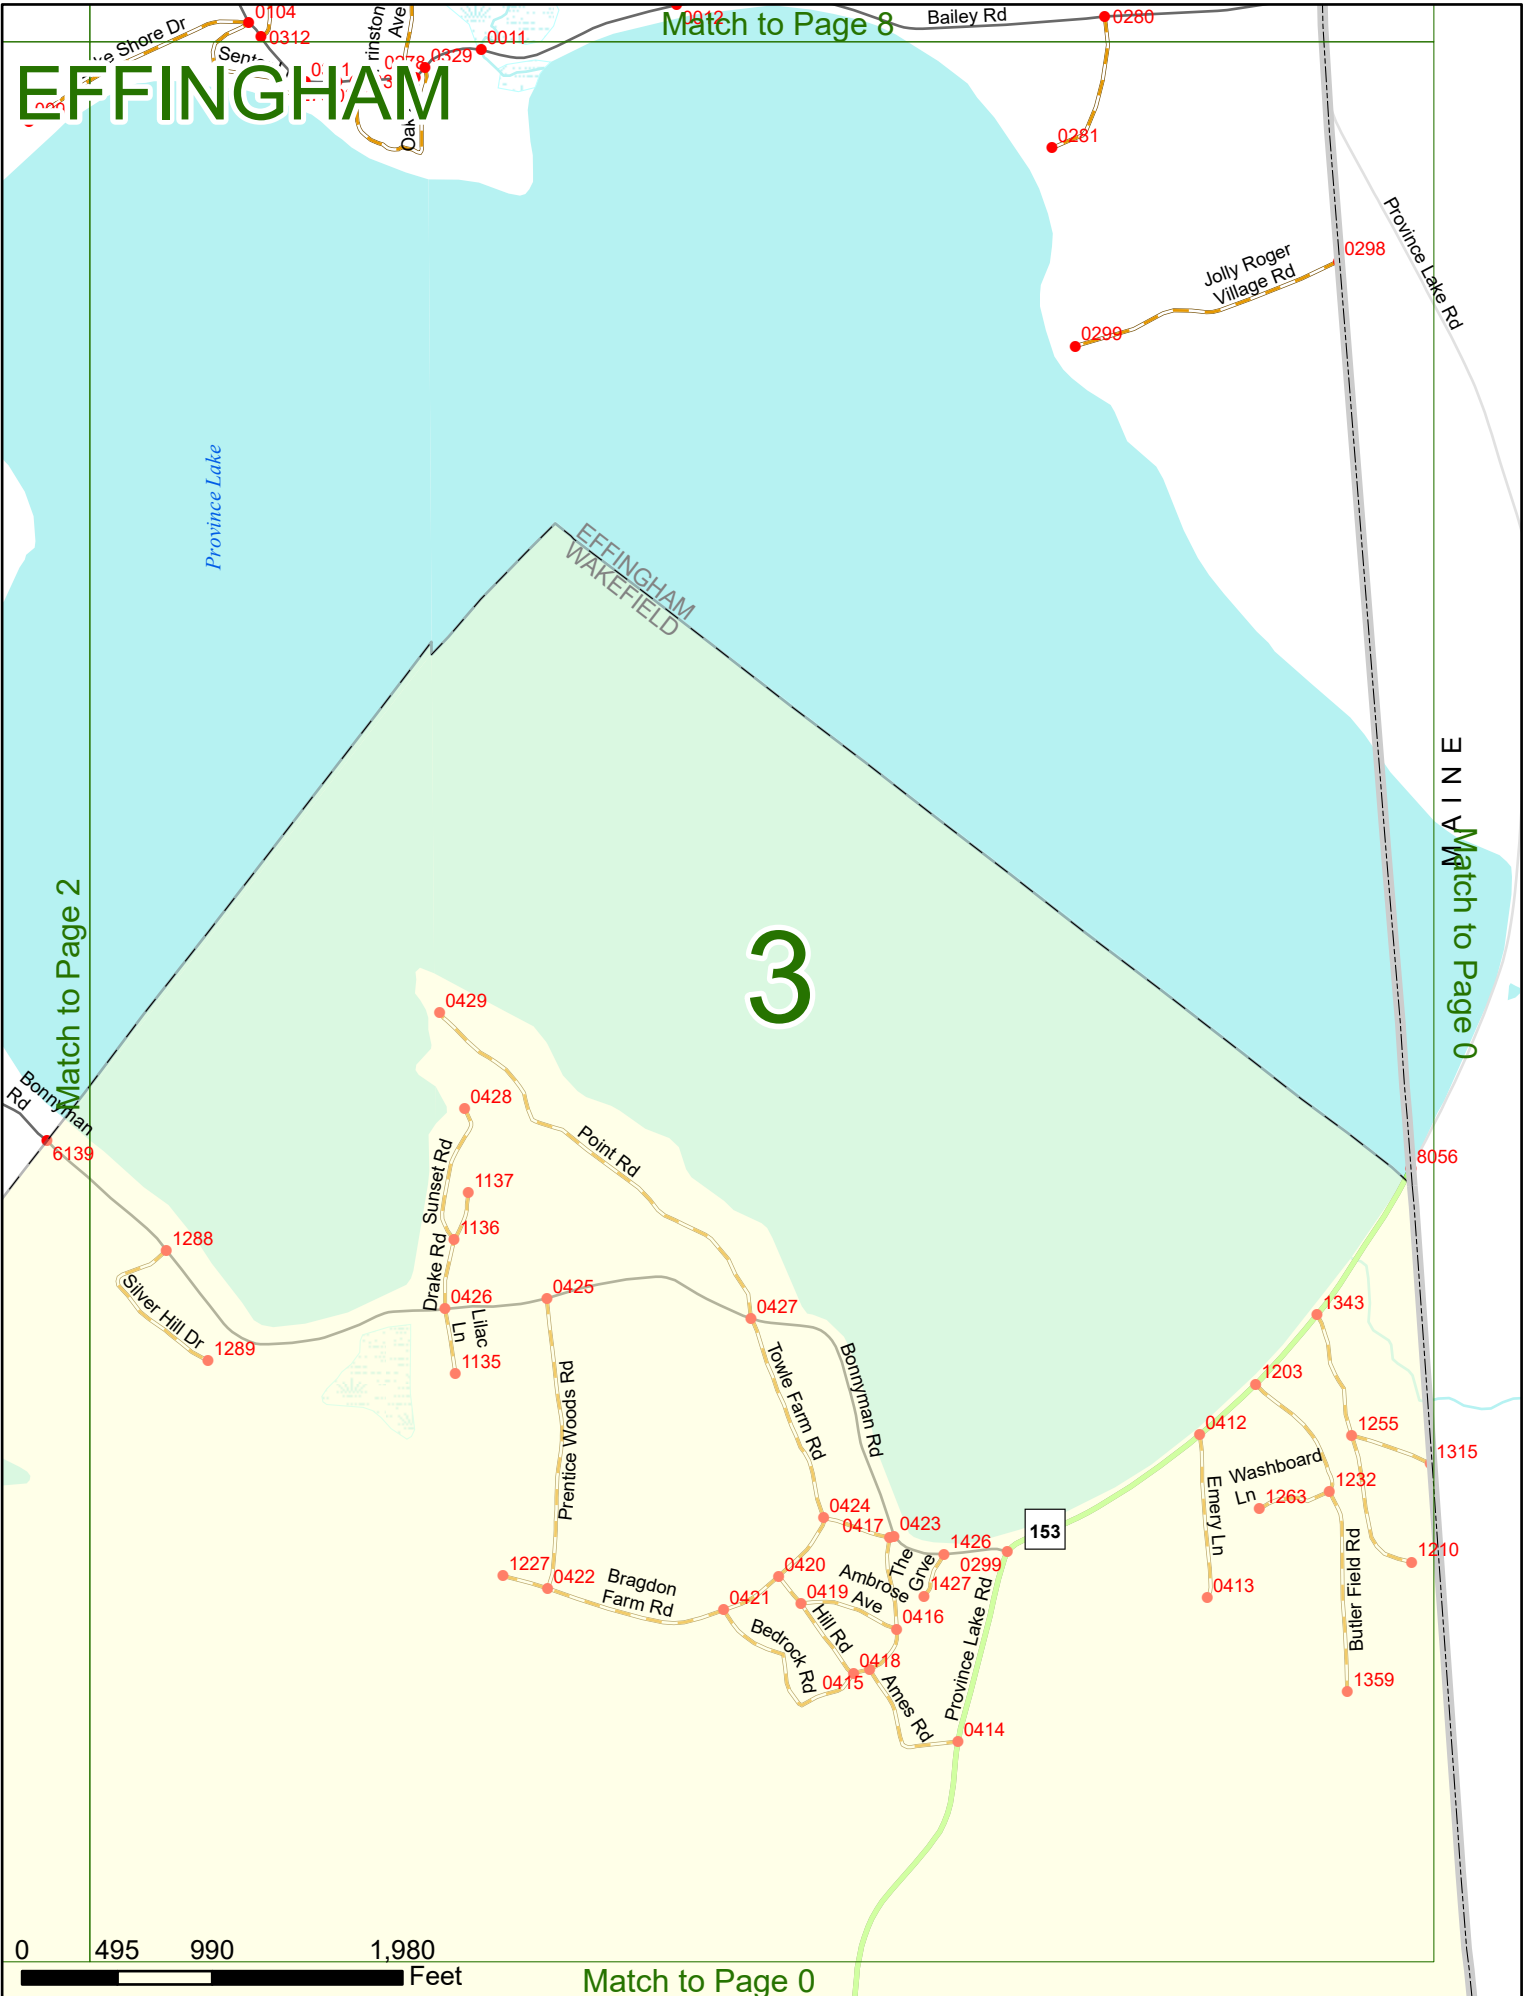 0104
0012
Match to Page 8
Bailey Rd
0280
0312
0011
0329
EFFINGHAM
0281
Province Lake Rd
0298
Jolly Roger
Village Rd
0299
Province Lake
EFFINGHAM
WAKEFIELD
MAINE
Match to Page 0
Match to Page 2
3
0429
Bonnyman
Rd
6139
0428
Point Rd
8056
Sunset Rd
1137
1136
1288
Drake Rd
Silver Hill Dr
0426
0425
0427
1343
Lilac
Ln
1289
1135
Prentice Woods Rd
Towle Farm Rd
Bonnyman Rd
1203
0412
1255
1315
Washboard
Ln
1263
1232
Emery Ln
0424
0417
0423
153
1426
0299
The
Grve
1427
1210
1227
0422
Bragdon
Farm Rd
0420
0419
Ambrose
Ave
0413
0421
Hill Rd
0416
Butler Field Rd
Bedrock Rd
0418
0415
Ames Rd
Province Lake Rd
1359
0414
0
495
990
1,980
Feet
Match to Page 0